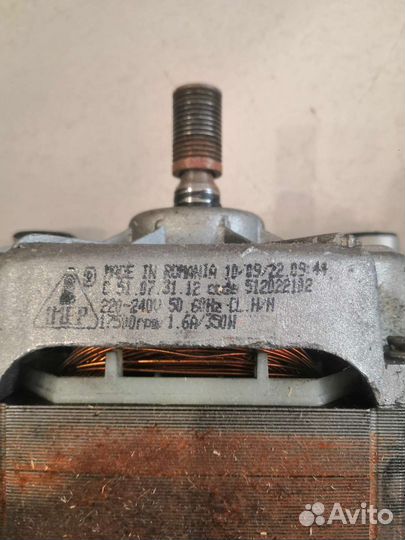 MADE IN ROMANIA 10/09/22 09:44
C.51.07.31.12 code 512022102
220-240V 50.60Hz CL.H/H
17500rpm 1.6A/350W
Avito